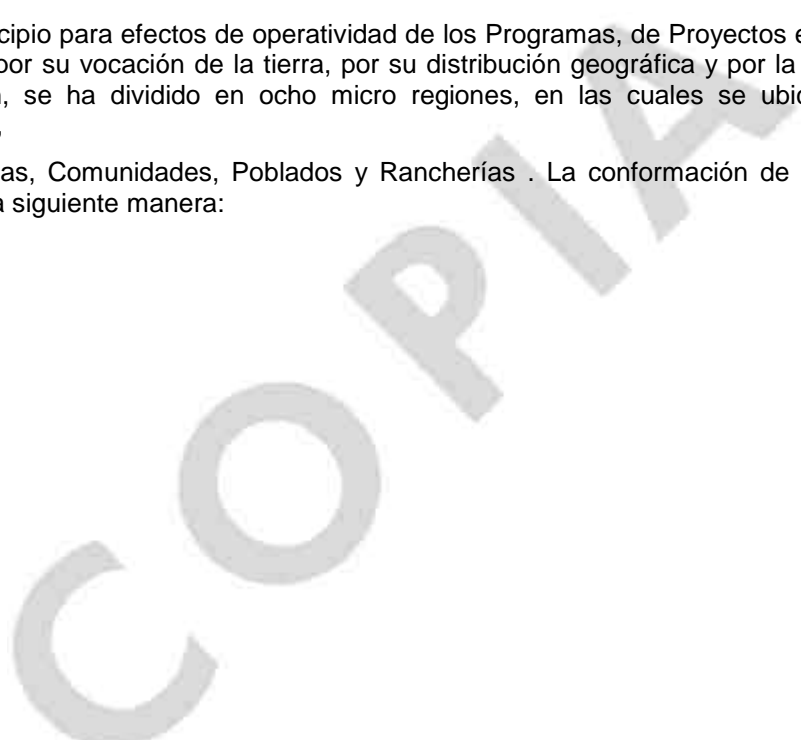 cipio para efectos de operatividad de los Programas, de Proyectos e
por su vocación de la tierra, por su distribución geográfica y por la
, se ha dividido en ocho micro regiones, en las cuales se ubic
as, Comunidades, Poblados y Rancherías . La conformación de
a siguiente manera:
COPIA